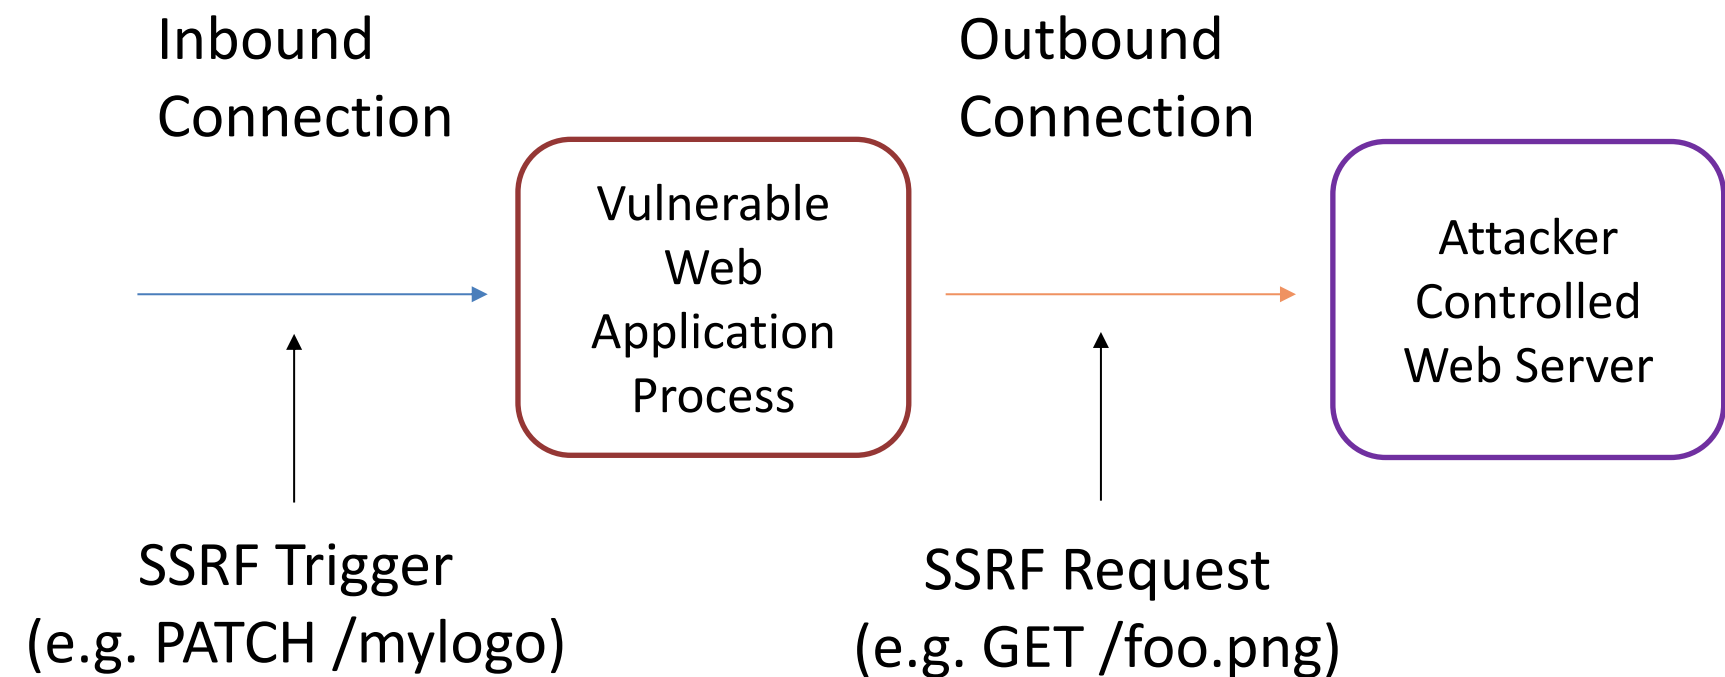 Inbound
Connection
Outbound
Connection
Vulnerable
Web
Application
Process
Attacker
Controlled
Web Server
SSRF Trigger
(e.g. PATCH /mylogo)
SSRF Request
(e.g. GET /foo.png)